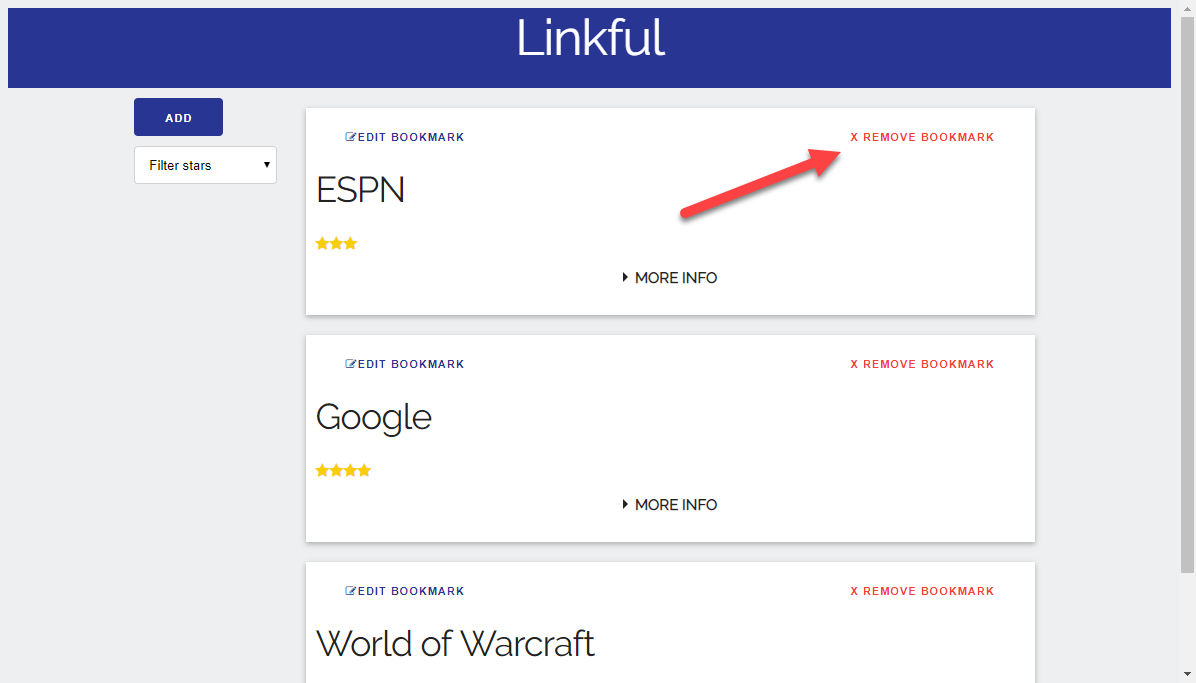 Linkful
ADD
Filter stars
EDIT BOOKMARK
X REMOVE BOOKMARK
ESPN
MORE INFO
EDIT BOOKMARK
X REMOVE BOOKMARK
Google
MORE INFO
EDIT BOOKMARK
X REMOVE BOOKMARK
World of Warcraft